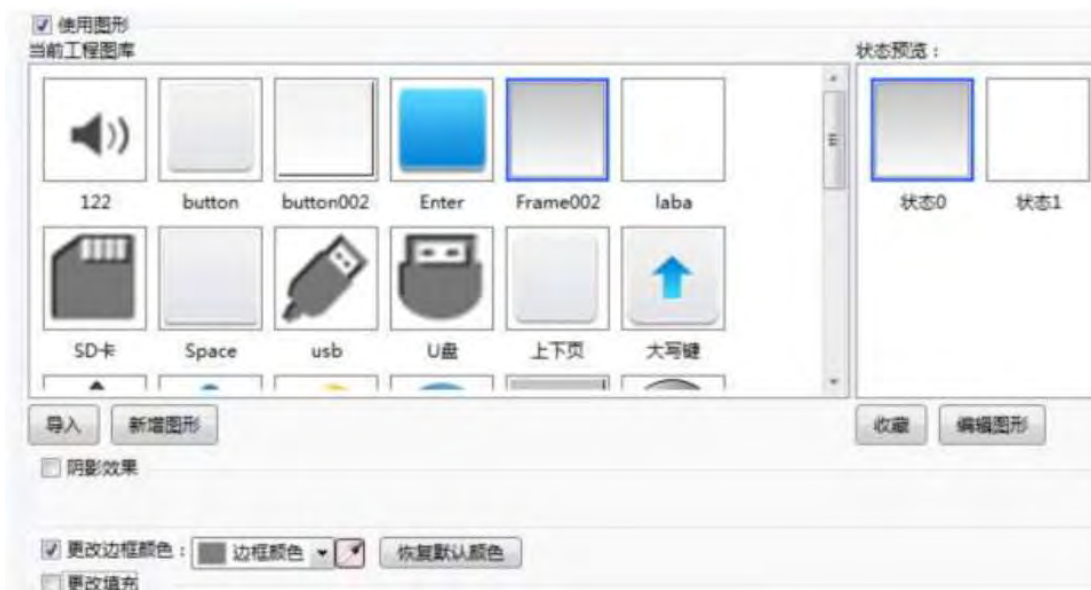 使用图形
当前工程图库
状态预览：
122 button button002 Enter Frame002 laba
状态0 状态1
SD卡 Space usb U盘 上下页 大写键
导入 新增图形
收藏 编辑图形
阴影效果
更改边框颜色： 边框颜色 恢复默认颜色
更改填充